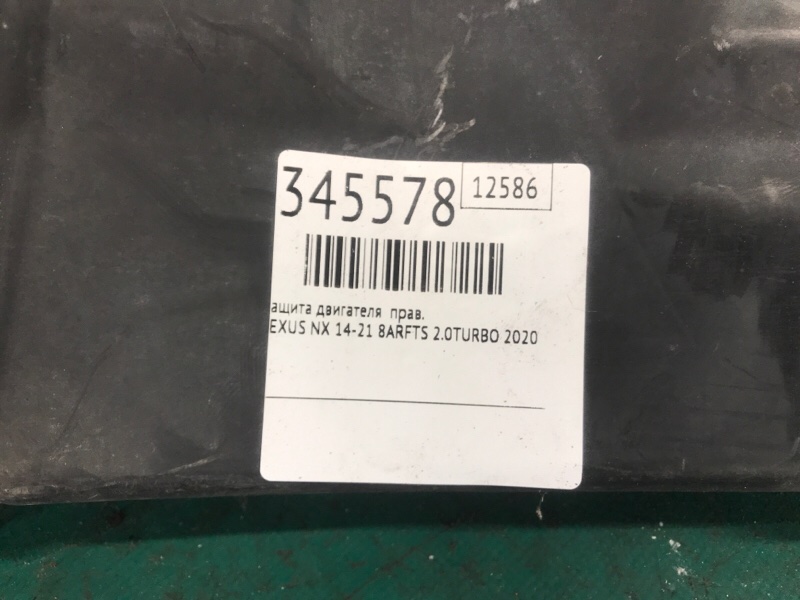 345578 12586
ащита двигателя прав.
EXUS NX 14-21 8ARFTS 2.0TURBO 2020